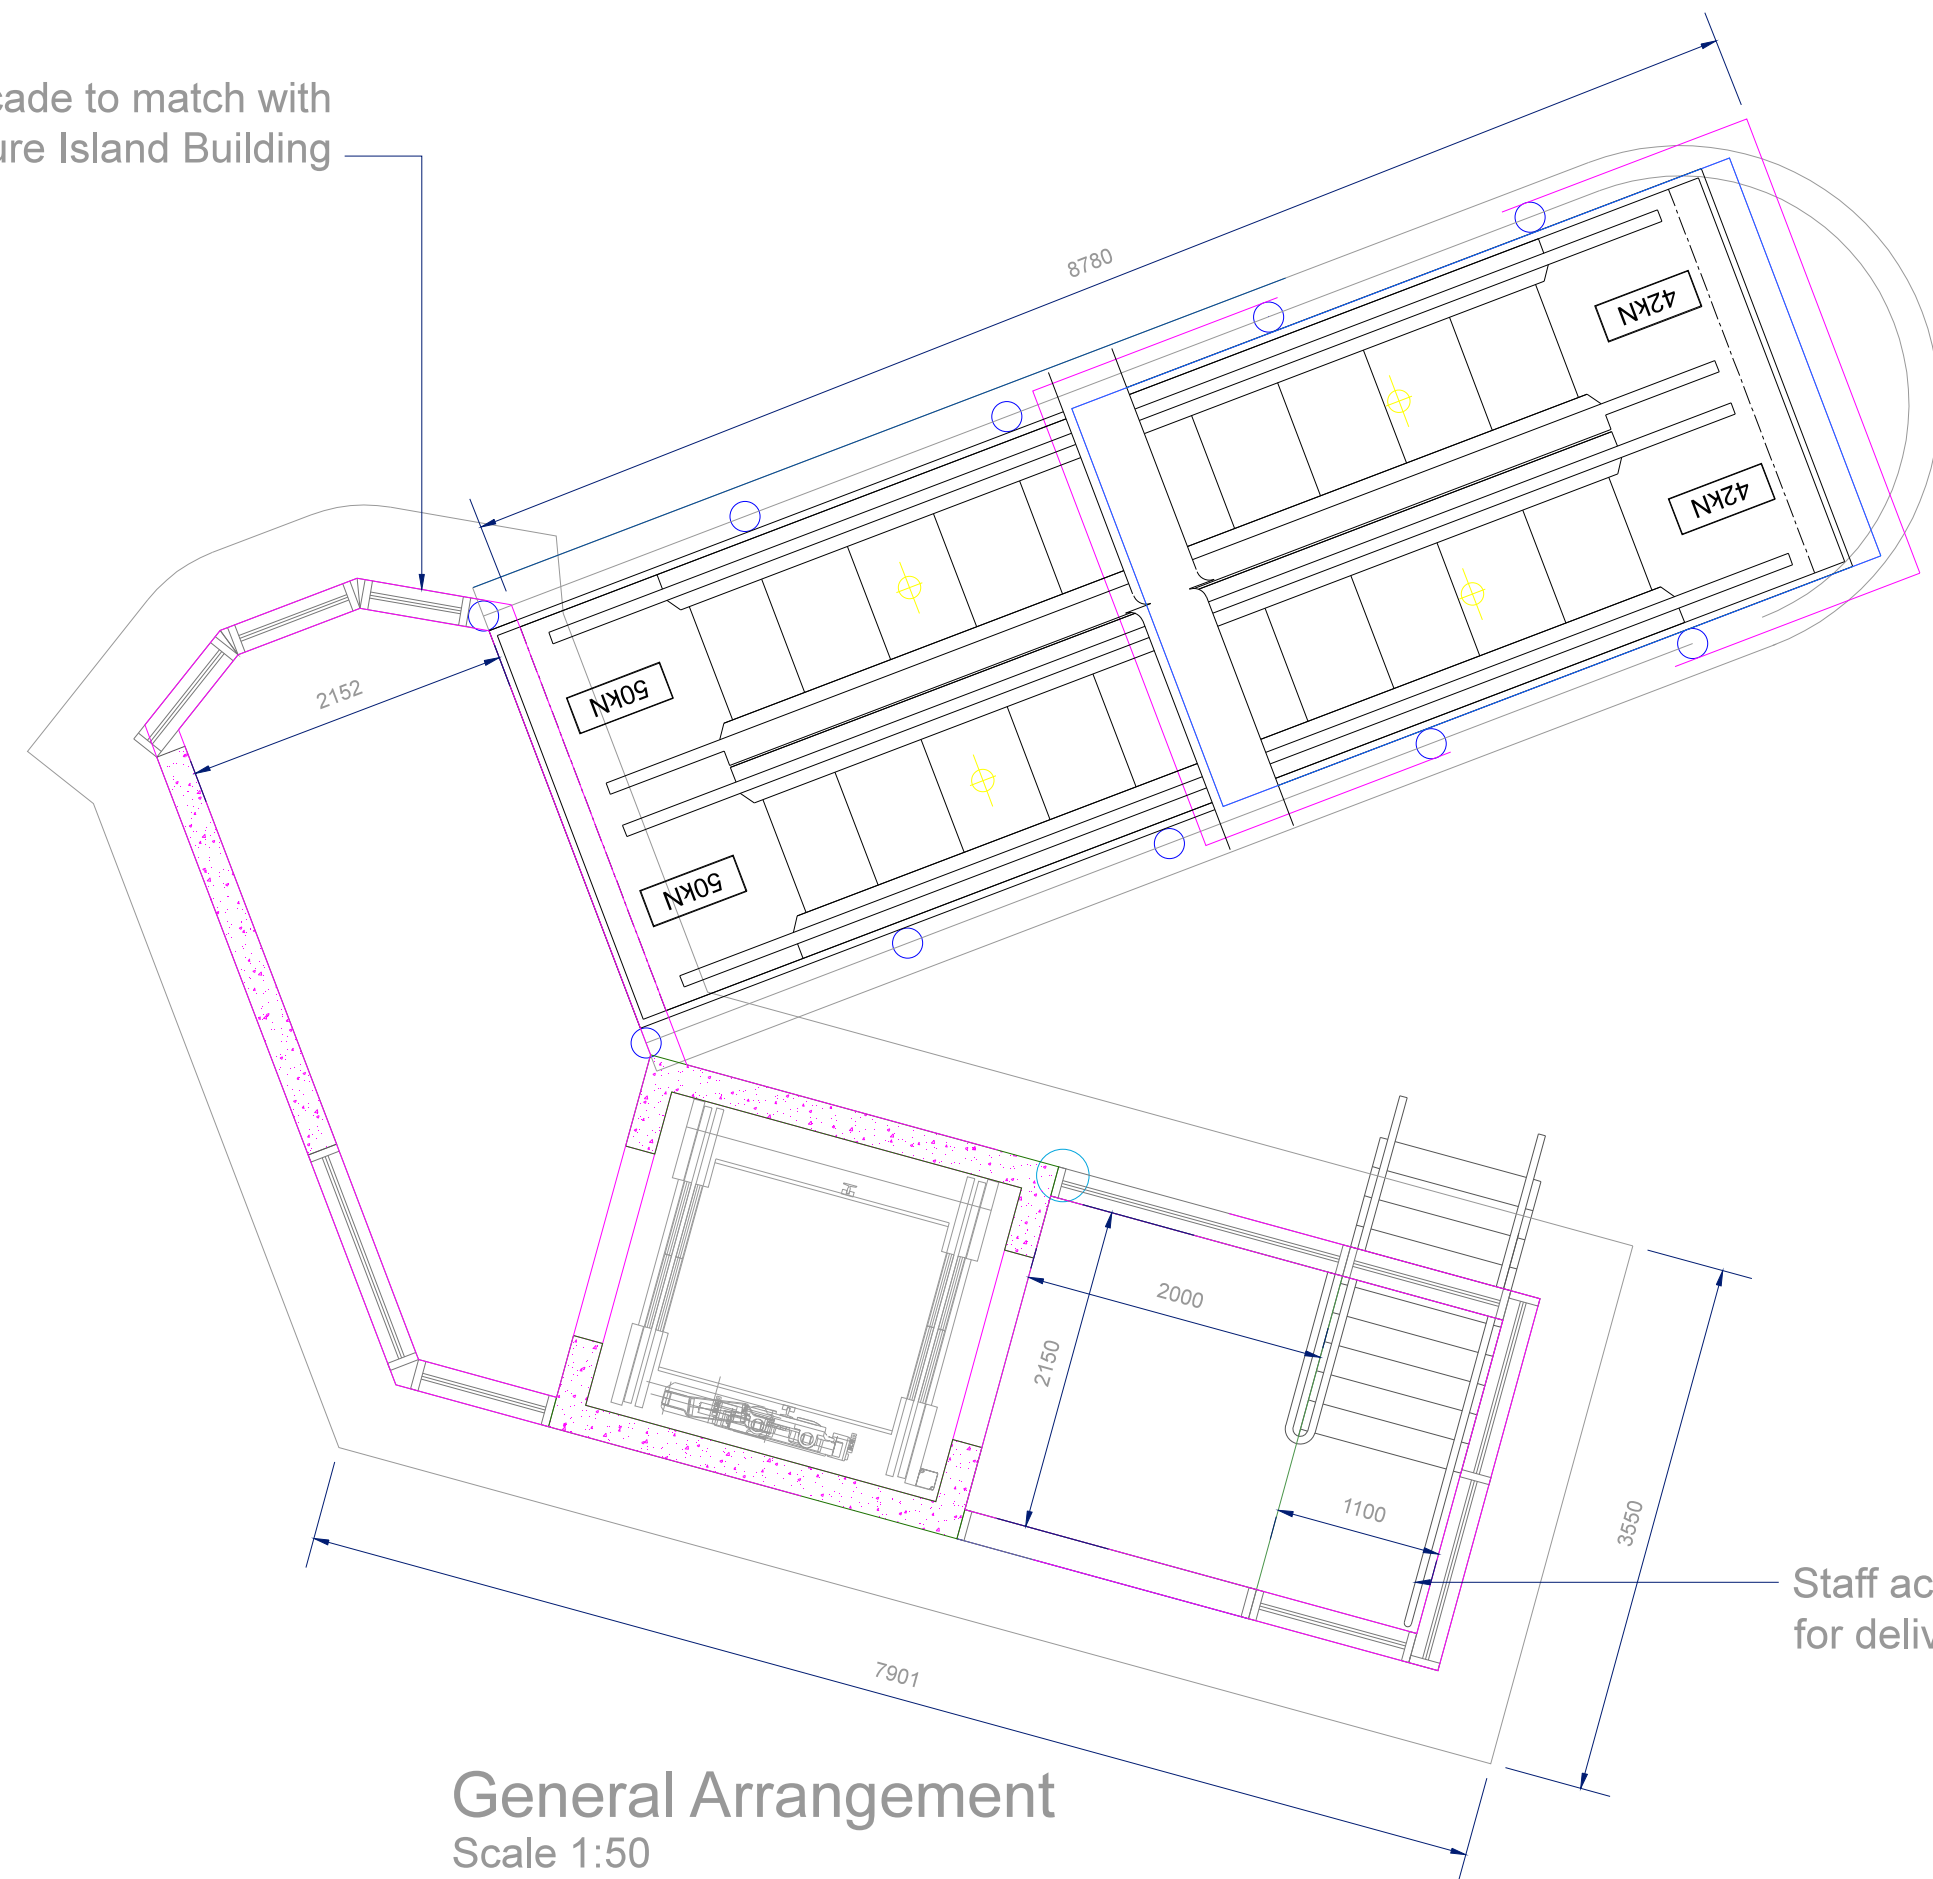 cade to match with
ure Island Building
8780
42kN
42kN
2152
50kN
50kN
2000
2150
1100
3550
Staff ac
for deliv
7901
General Arrangement
Scale 1:50